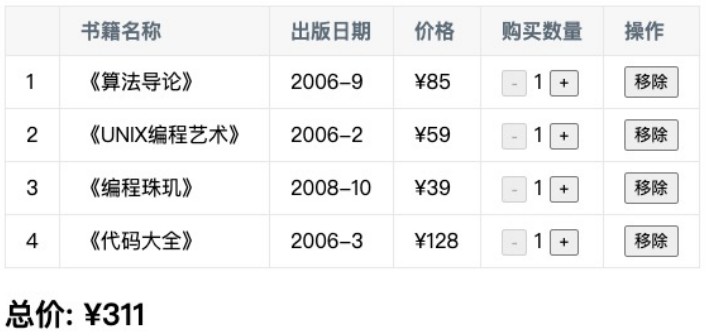 书籍名称 出版日期 价格 购买数量 操作
1 《算法导论》 2006-9 ¥85 - 1 + 移除
2 《UNIX编程艺术》 2006-2 ¥59 - 1 + 移除
3 《编程珠玑》 2008-10 ¥39 - 1 + 移除
4 《代码大全》 2006-3 ¥128 - 1 + 移除
总价: ¥311